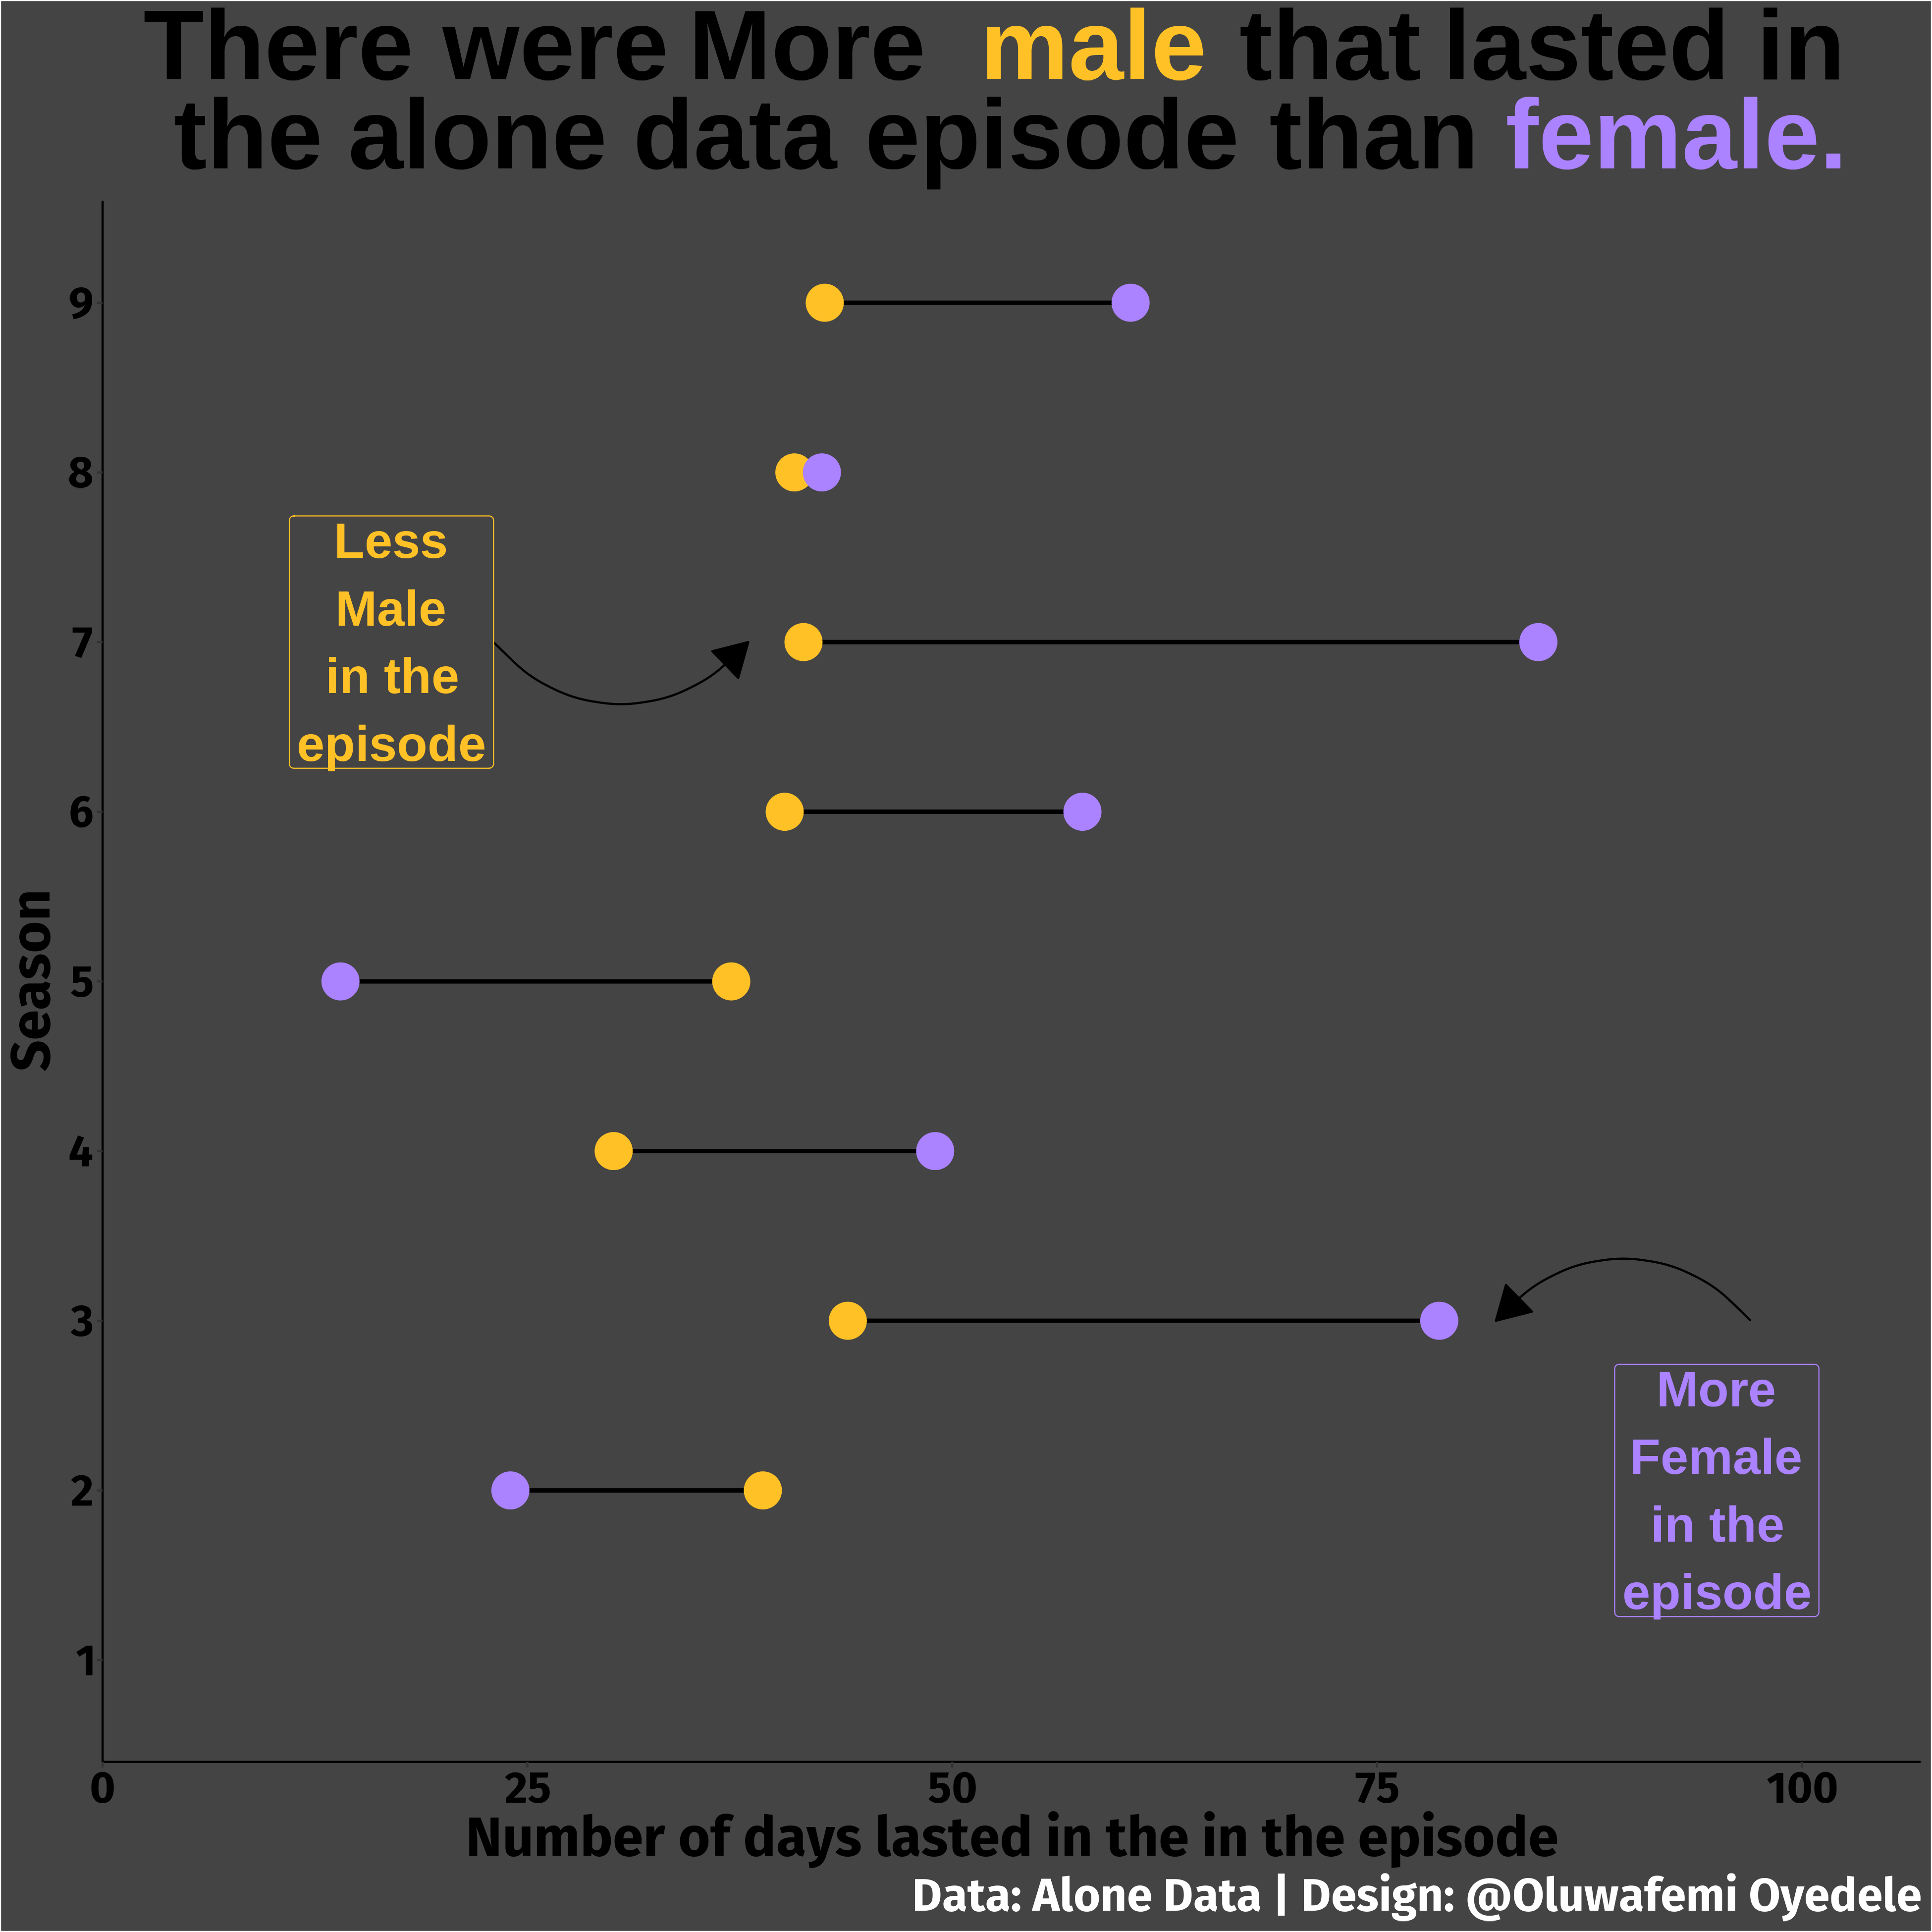 There were More male that lasted in
the alone data episode than female.
9
8
Less
Male
in the
episode
7
6
Season
5
4
3
More
Female
in the
episode
2
1
0 25 50 75 100
Number of days lasted in the in the episode
Data: Alone Data | Design: @Oluwafemi Oyedele